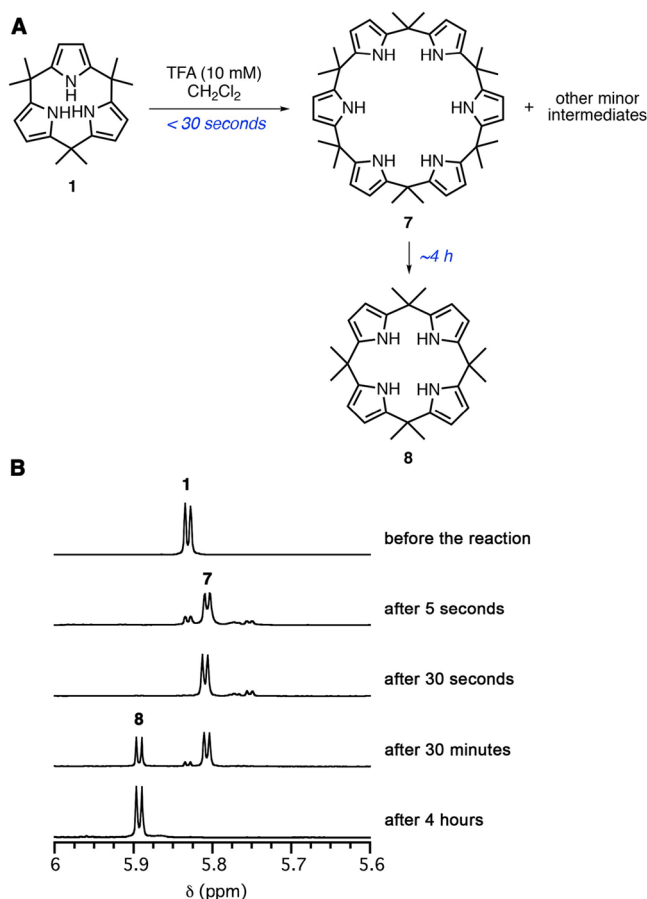 A
NH
HN
NH
1
TFA (10 mM)
CH2Cl2
< 30 seconds
NH
HN
NH
HN
NH
HN
7
+
other minor
intermediates
~4 h
NH
HN
NH
HN
8
B
1
before the reaction
7
after 5 seconds
after 30 seconds
8
after 30 minutes
after 4 hours
6
5.9
5.8
5.7
5.6
δ (ppm)